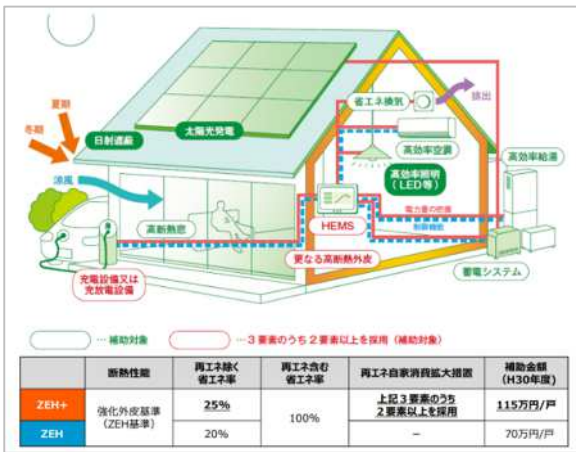 夏期
冬期
日射遮蔽
太陽光発電
涼風
高断熱窓
省エネ換気
排出
高効率空調
高効率照明
(LED等)
高効率給湯
電力量の把握
制御機能
HEMS
更なる高断熱外皮
蓄電システム
充電設備又は
充放電設備
…補助対象
…3要素のうち2要素以上を採用（補助対象）
断熱性能
再エネ除く
省エネ率
再エネ含む
省エネ率
再エネ自家消費拡大措置
補助金額
(H30年度)
ZEH+
強化外皮基準
(ZEH基準)
25%
100%
上記3要素のうち
2要素以上を採用
115万円/戸
ZEH
20%
－
70万円/戸